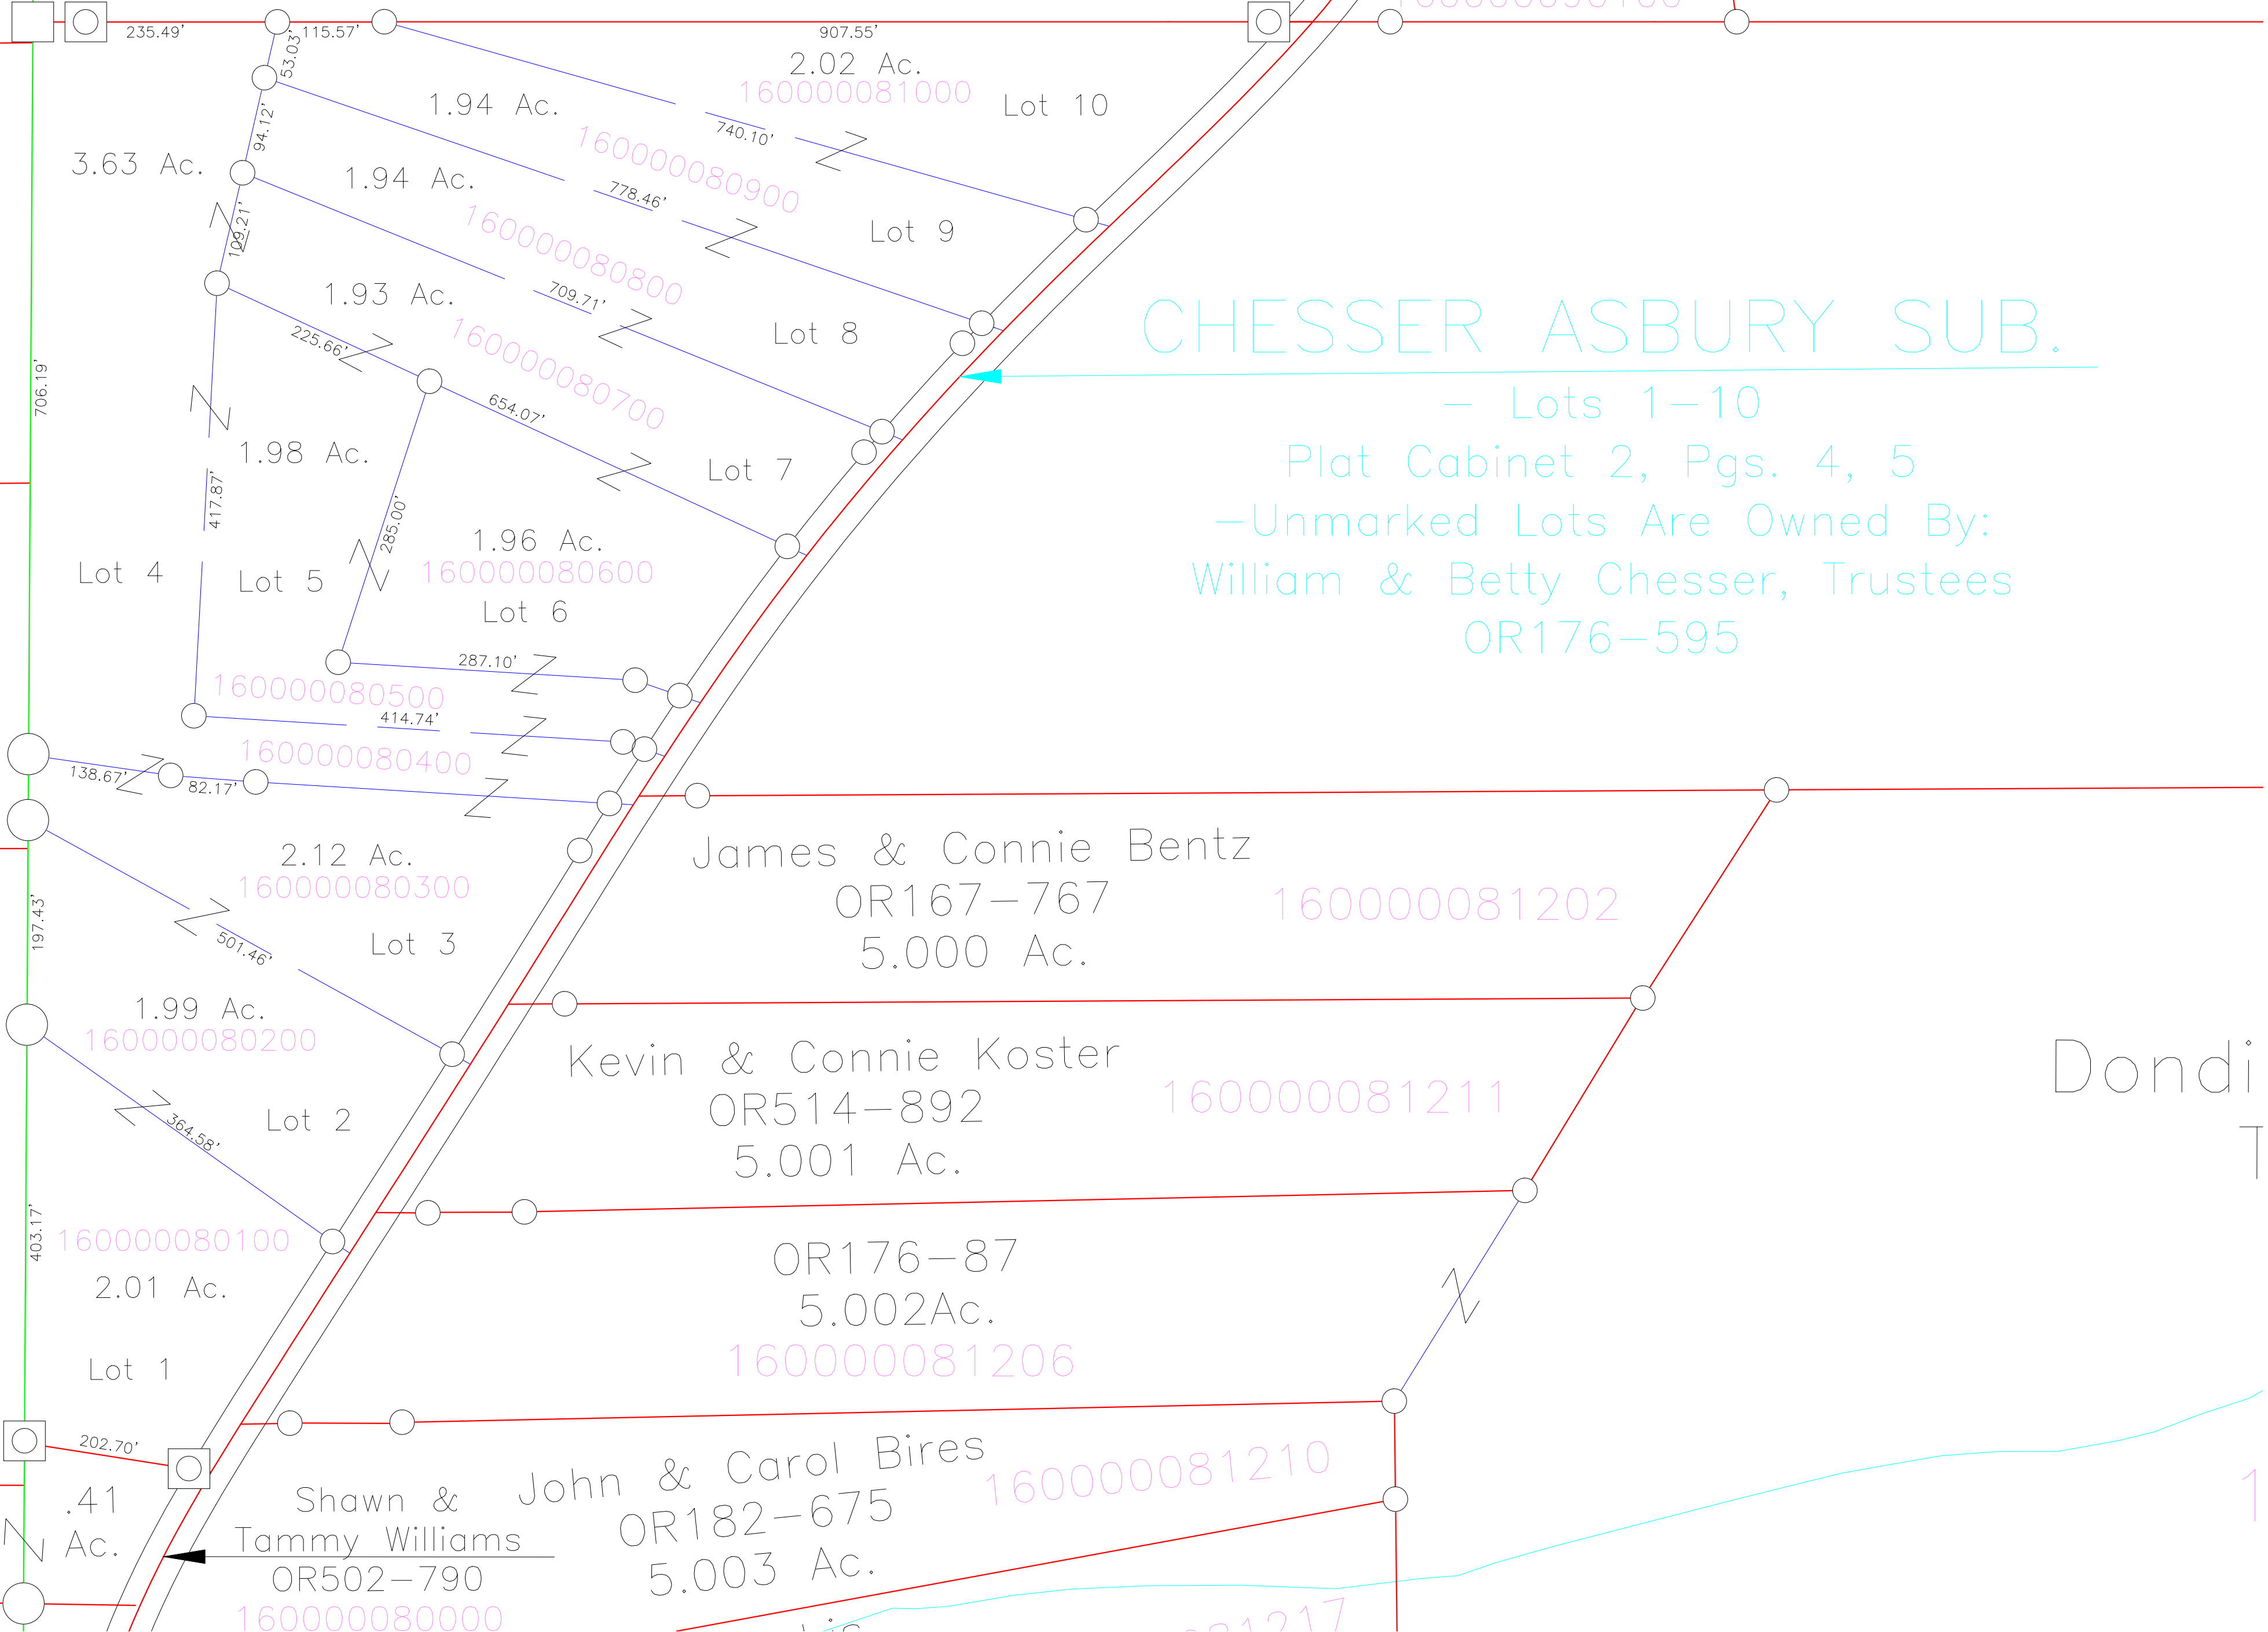 235.49'
115.57'
907.55'
53.03'
2.02 Ac.
160000081000
Lot 10
1.94 Ac.
94.12'
740.10'
160000080900
3.63 Ac.
1.94 Ac.
778.46'
109.21'
160000080800
Lot 9
1.93 Ac.
709.71'
Lot 8
225.66'
160000080700
706.19'
654.07'
CHESSER ASBURY SUB.
- Lots 1-10
Plat Cabinet 2, Pgs. 4, 5
-Unmarked Lots Are Owned By:
William & Betty Chesser, Trustees
OR176-595
1.98 Ac.
Lot 7
417.87'
285.00'
1.96 Ac.
160000080600
Lot 4
Lot 5
Lot 6
287.10'
160000080500
414.74'
160000080400
138.67'
82.17'
2.12 Ac.
160000080300
James & Connie Bentz
OR167-767
5.000 Ac.
160000081202
197.43'
501.46'
Lot 3
1.99 Ac.
160000080200
Kevin & Connie Koster
OR514-892
5.001 Ac.
160000081211
Dondi
T
364.58'
Lot 2
403.17'
160000080100
2.01 Ac.
OR176-87
5.002Ac.
160000081206
Lot 1
202.70'
John & Carol Bires
OR182-675
5.003 Ac.
160000081210
.41
Ac.
Shawn &
Tammy Williams
OR502-790
160000080000
1
81217